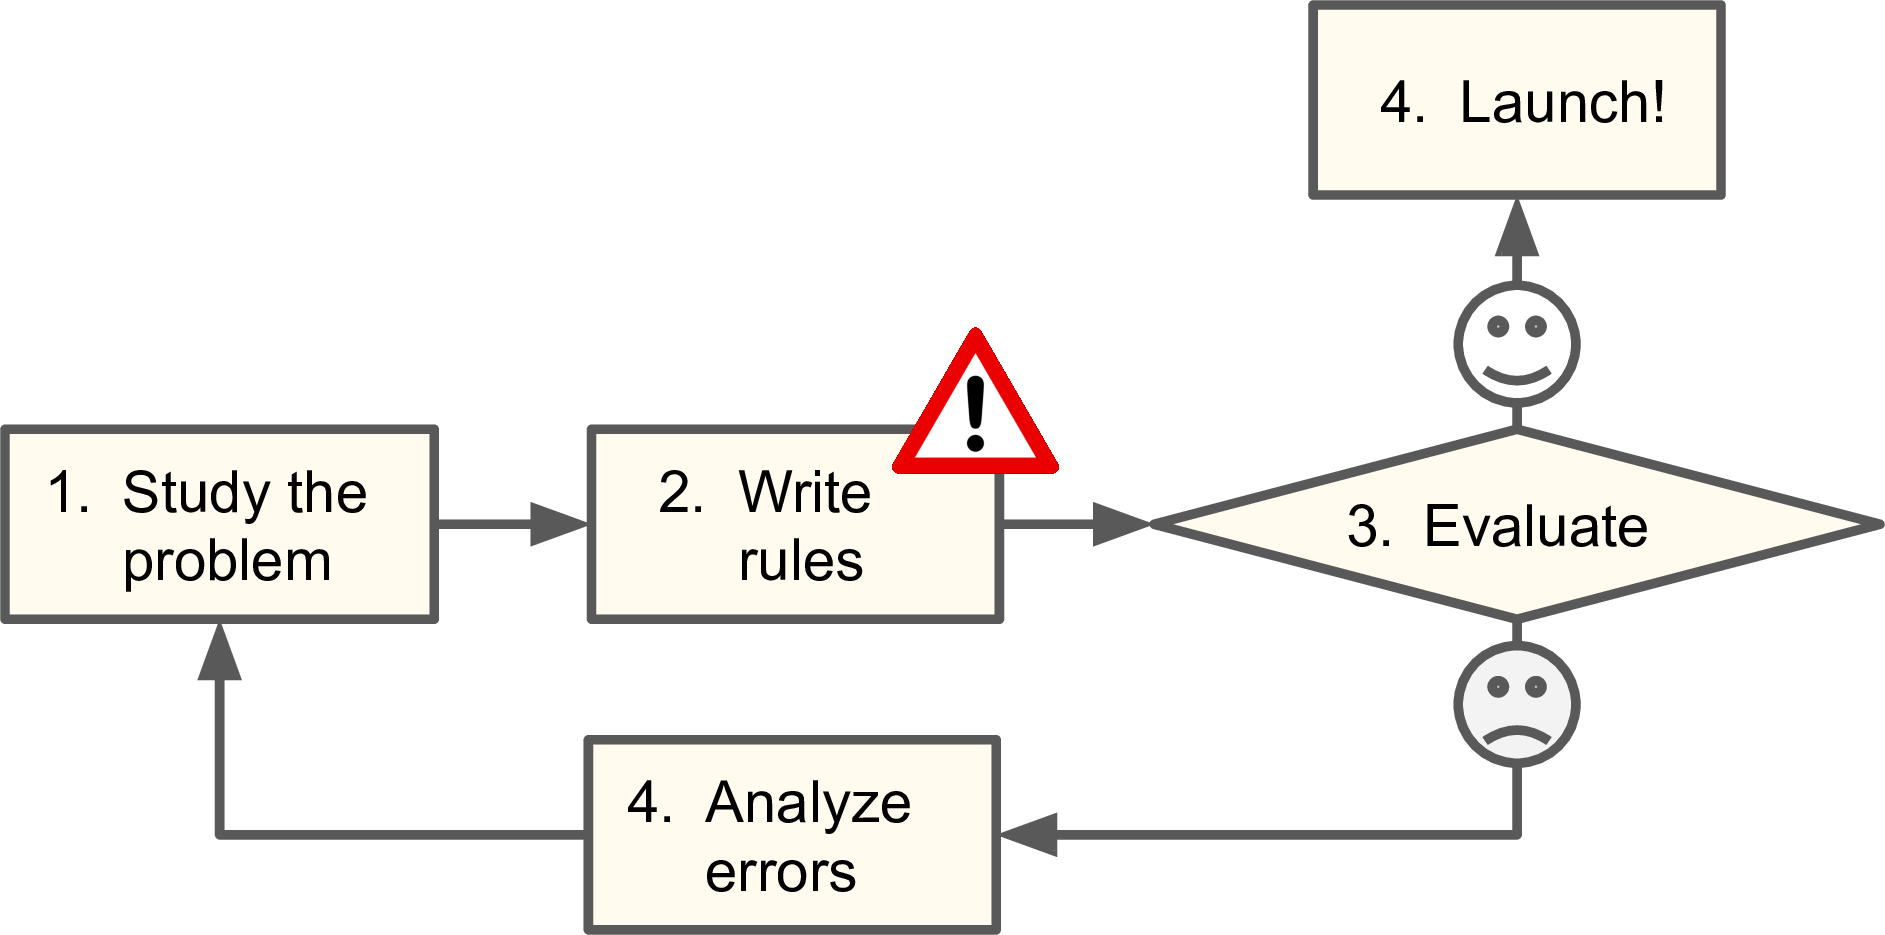 4. Launch!
1. Study the
problem
2. Write
rules
3. Evaluate
4. Analyze
errors